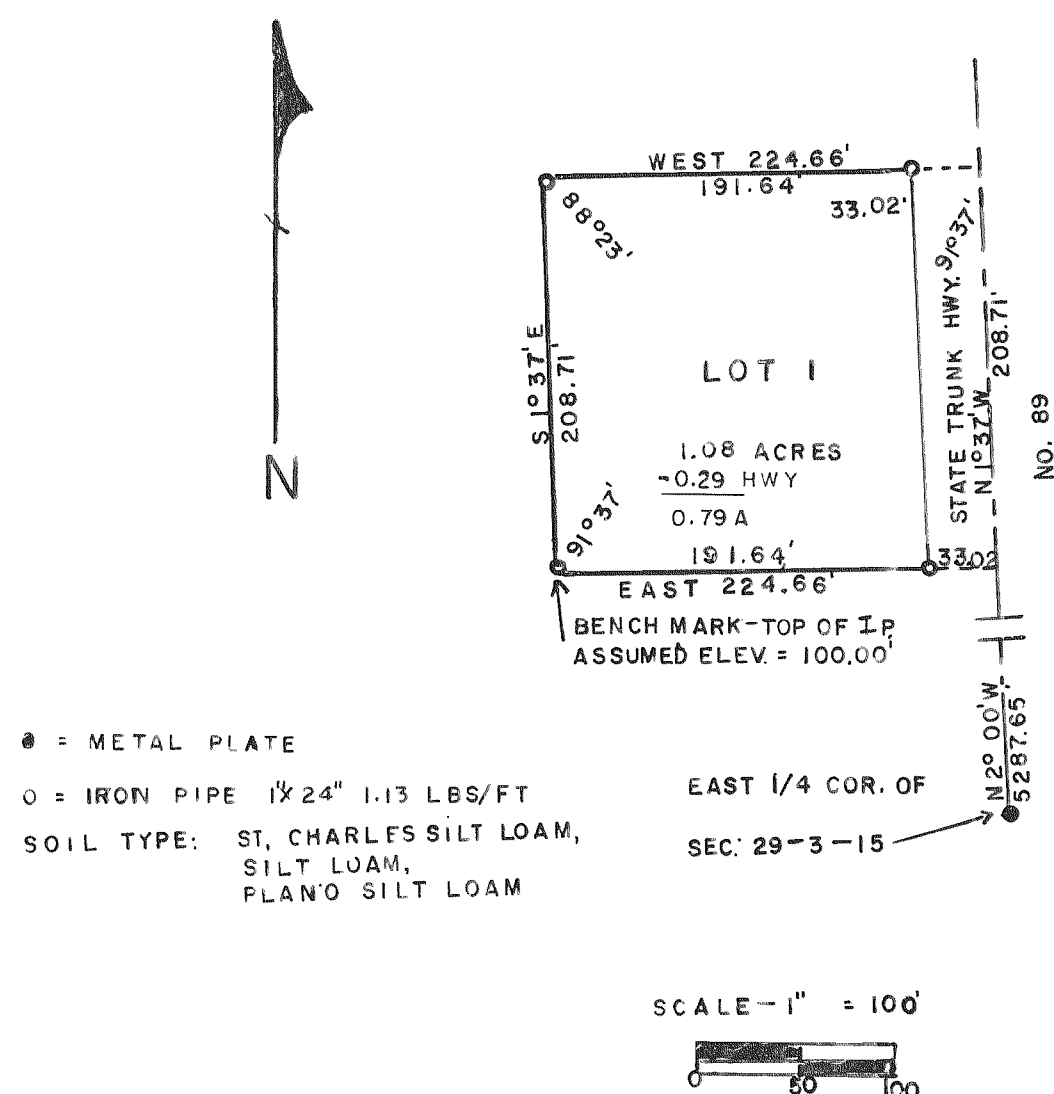 WEST 224.66'
191.64'
33.02'
88°23'
91°37'
S 1°37' E
208.71'
LOT 1
STATE TRUNK HWY.
N 1°37' W
208.71'
NO. 89
1.08 ACRES
-0.29 HWY
0.79 A
91°37'
191.64'
33.02
EAST 224.66'
BENCH MARK-TOP OF I.P.
ASSUMED ELEV. = 100.00'
N 2° 00' W
5287.65'
N
= METAL PLATE
O = IRON PIPE 1"X 24" 1.13 LBS/FT
SOIL TYPE: ST. CHARLES SILT LOAM,
SILT LOAM,
PLANO SILT LOAM
EAST 1/4 COR. OF
SEC. 29-3-15
SCALE- 1" = 100'
0 50 100